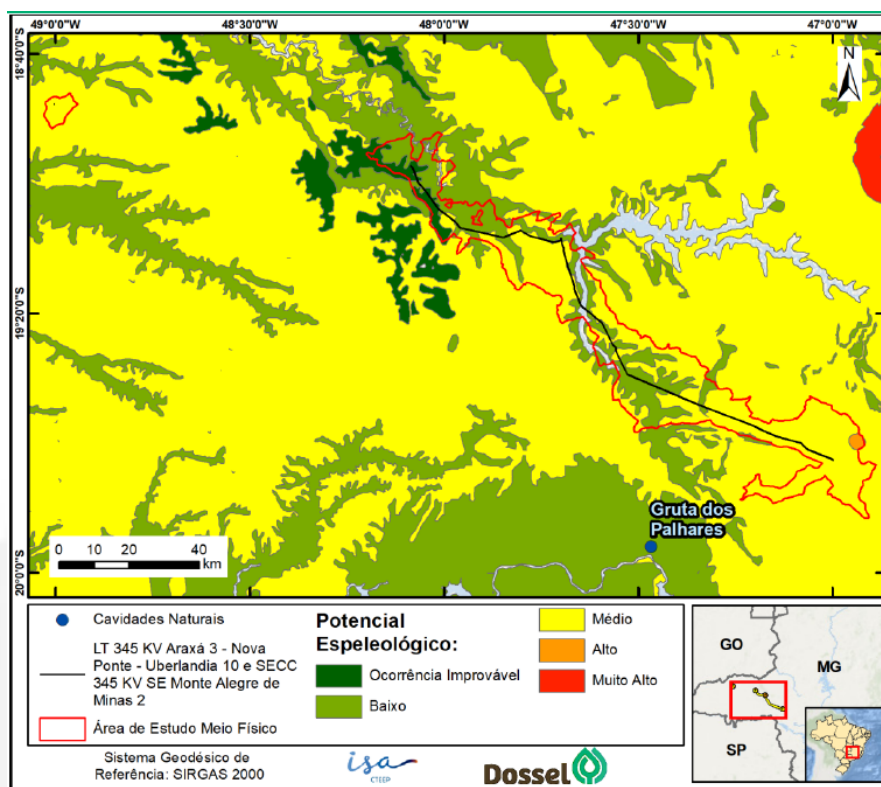 49°0'0"W
48°30'0"W
48°0'0"W
47°30'0"W
47°0'0"W
18°40'0"S
19°20'0"S
20°0'0"S
N
Gruta dos
Palhares
0 10 20 40
km
Cavidades Naturais
LT 345 KV Araxá 3 - Nova
Ponte - Uberlandia 10 e SECC
345 KV SE Monte Alegre de
Minas 2
Área de Estudo Meio Físico
Potencial
Espeleológico:
Ocorrência Improvável
Baixo
Médio
Alto
Muito Alto
GO
MG
SP
Sistema Geodésico de
Referência: SIRGAS 2000
isa
CTEEP
Dossel